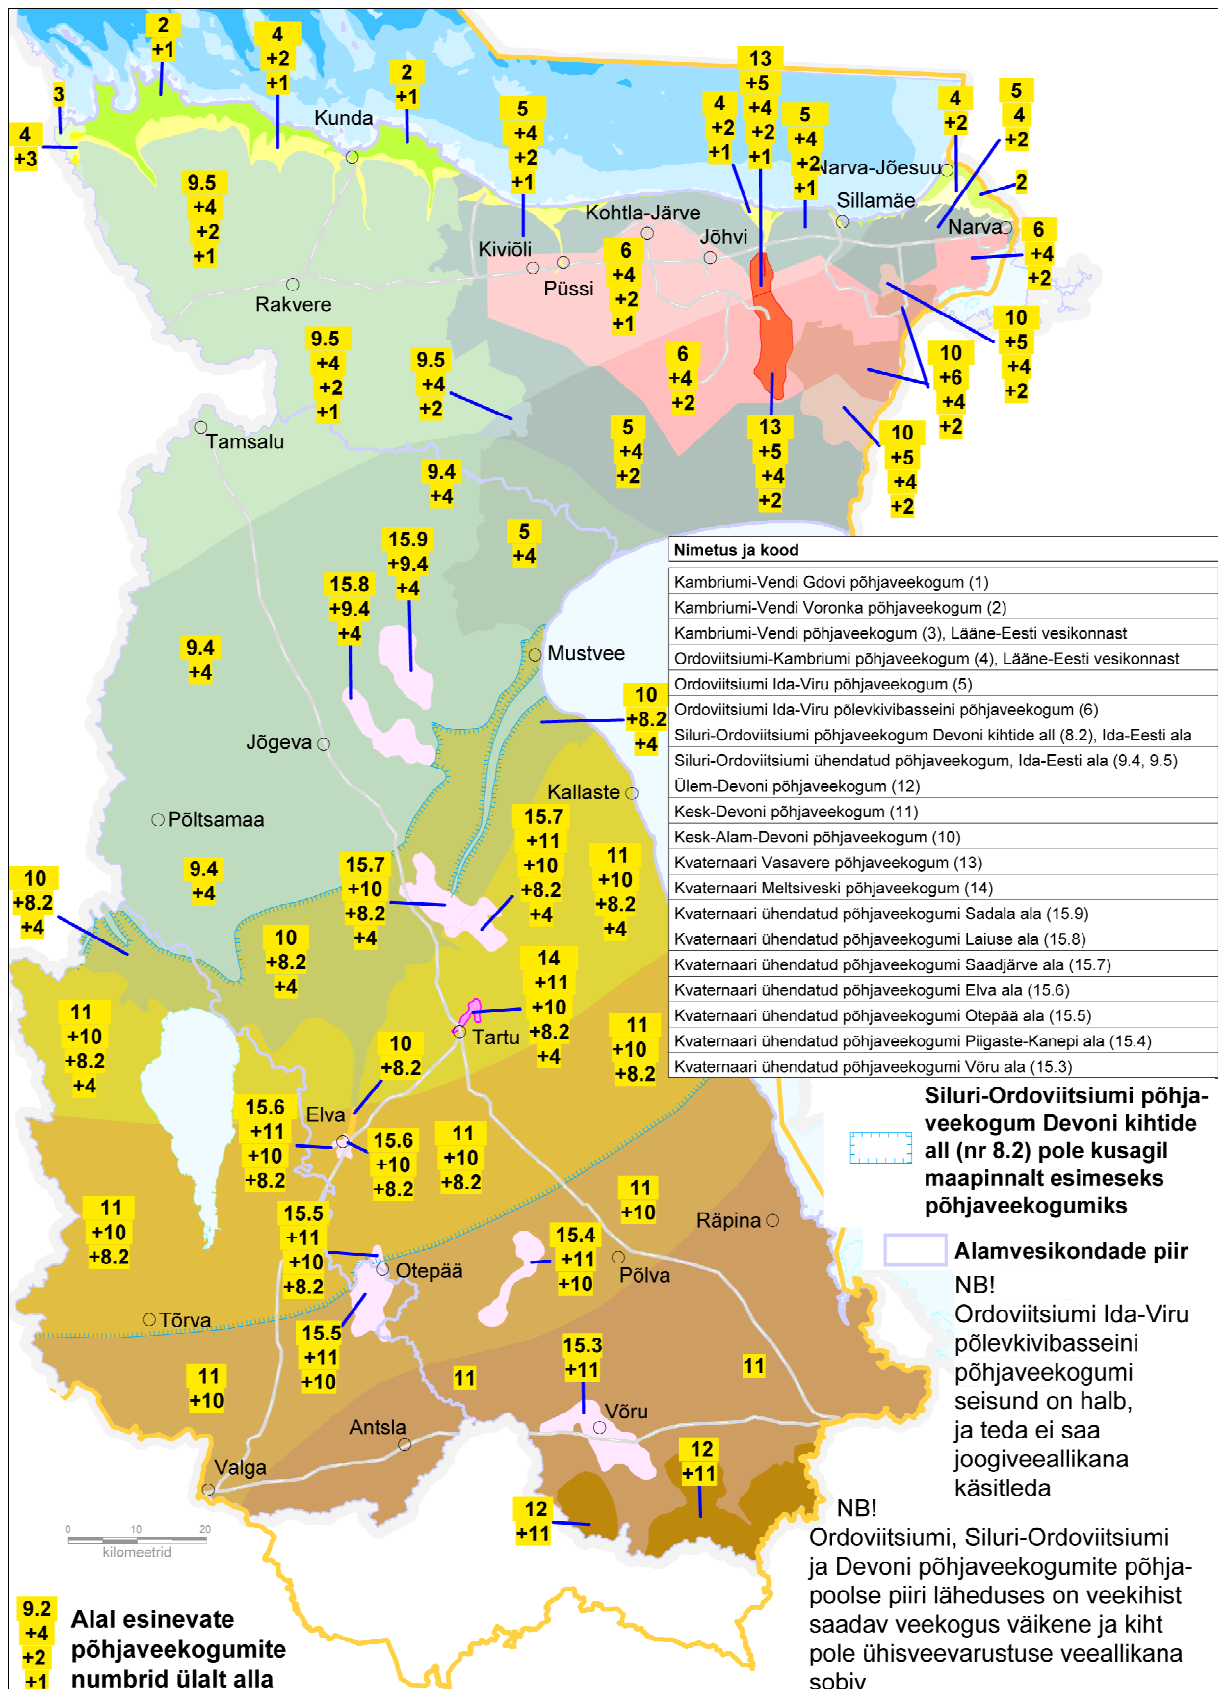 2
+1
4
+2
+1
2
+1
3
4
+3
Kunda
5
+4
+2
+1
4
+2
+1
13
+5
+4
+2
+1
5
+4
+2
+1
4
+2
5
4
+2
2
Narva-Jõesuu
Sillamäe
Narva
6
+4
+2
9.5
+4
+2
+1
Kohtla-Järve
Jõhvi
Kiviõli
Püssi
6
+4
+2
+1
Rakvere
9.5
+4
+2
+1
9.5
+4
+2
6
+4
+2
10
+5
+4
+2
10
+6
+4
+2
10
+5
+4
+2
13
+5
+4
+2
5
+4
+2
Tamsalu
9.4
+4
5
+4
15.9
+9.4
+4
15.8
+9.4
+4
9.4
+4
Mustvee
10
+8.2
+4
Jõgeva
Kallaste
Põltsamaa
15.7
+11
+10
+8.2
+4
15.7
+10
+8.2
+4
11
+10
+8.2
+4
9.4
+4
10
+8.2
+4
10
+8.2
+4
14
+11
+10
+8.2
+4
Tartu
11
+10
+8.2
+4
11
+10
+8.2
10
+8.2
Elva
15.6
+11
+10
+8.2
15.6
+10
+8.2
11
+10
+8.2
11
+10
+8.2
15.5
+11
+10
+8.2
11
+10
Räpina
15.4
+11
+10
Põlva
Otepää
Tõrva
15.5
+11
+10
11
+10
15.3
+11
11
11
Võru
Antsla
Valga
12
+11
12
+11
Nimetus ja kood
Kambriumi-Vendi Gdovi põhjaveekogum (1)
Kambriumi-Vendi Voronka põhjaveekogum (2)
Kambriumi-Vendi põhjaveekogum (3), Lääne-Eesti vesikonnast
Ordoviitsiumi-Kambriumi põhjaveekogum (4), Lääne-Eesti vesikonnast
Ordoviitsiumi Ida-Viru põhjaveekogum (5)
Ordoviitsiumi Ida-Viru põlevkivibasseini põhjaveekogum (6)
Siluri-Ordoviitsiumi põhjaveekogum Devoni kihtide all (8.2), Ida-Eesti ala
Siluri-Ordoviitsiumi ühendatud põhjaveekogum, Ida-Eesti ala (9.4, 9.5)
Ülem-Devoni põhjaveekogum (12)
Kesk-Devoni põhjaveekogum (11)
Kesk-Alam-Devoni põhjaveekogum (10)
Kvaternaari Vasavere põhjaveekogum (13)
Kvaternaari Meltsiveski põhjaveekogum (14)
Kvaternaari ühendatud põhjaveekogumi Sadala ala (15.9)
Kvaternaari ühendatud põhjaveekogumi Laiuse ala (15.8)
Kvaternaari ühendatud põhjaveekogumi Saadjärve ala (15.7)
Kvaternaari ühendatud põhjaveekogumi Elva ala (15.6)
Kvaternaari ühendatud põhjaveekogumi Otepää ala (15.5)
Kvaternaari ühendatud põhjaveekogumi Piigaste-Kanepi ala (15.4)
Kvaternaari ühendatud põhjaveekogumi Võru ala (15.3)
Siluri-Ordoviitsiumi põhja-
veekogum Devoni kihtide
all (nr 8.2) pole kusagil
maapinnalt esimeseks
põhjaveekogumiks
Alamvesikondade piir
NB!
Ordoviitsiumi Ida-Viru
põlevkivibasseini
põhjaveekogumi
seisund on halb,
ja teda ei saa
joogiveeallikana
käsitleda
NB!
Ordoviitsiumi, Siluri-Ordoviitsiumi
ja Devoni põhjaveekogumite põhja-
poolse piiri läheduses on veekihist
saadav veekogus väikene ja kiht
pole ühisveevarustuse veeallikana
sobiv
0 10 20
kilomeetrid
9.2
+4
+2
+1
Alal esinevate
põhjaveekogumite
numbrid ülalt alla